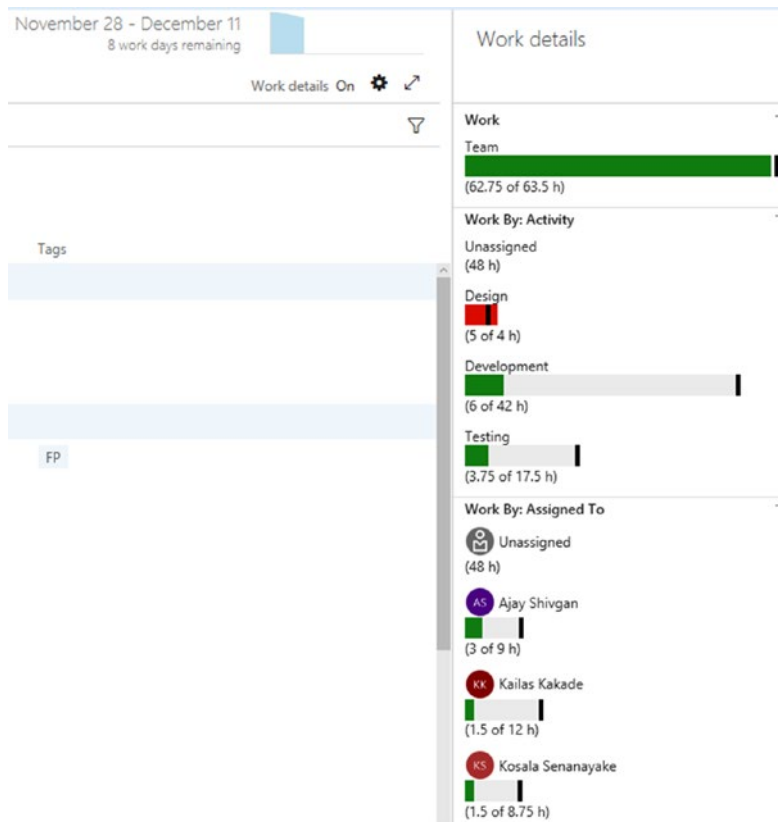 November 28 - December 11
8 work days remaining
Work details On
Tags
FP
Work details
Work
Team
(62.75 of 63.5 h)
Work By: Activity
Unassigned
(48 h)
Design
(5 of 4 h)
Development
(6 of 42 h)
Testing
(3.75 of 17.5 h)
Work By: Assigned To
Unassigned
(48 h)
AS Ajay Shivgan
(3 of 9 h)
KK Kailas Kakade
(1.5 of 12 h)
KS Kosala Senanayake
(1.5 of 8.75 h)